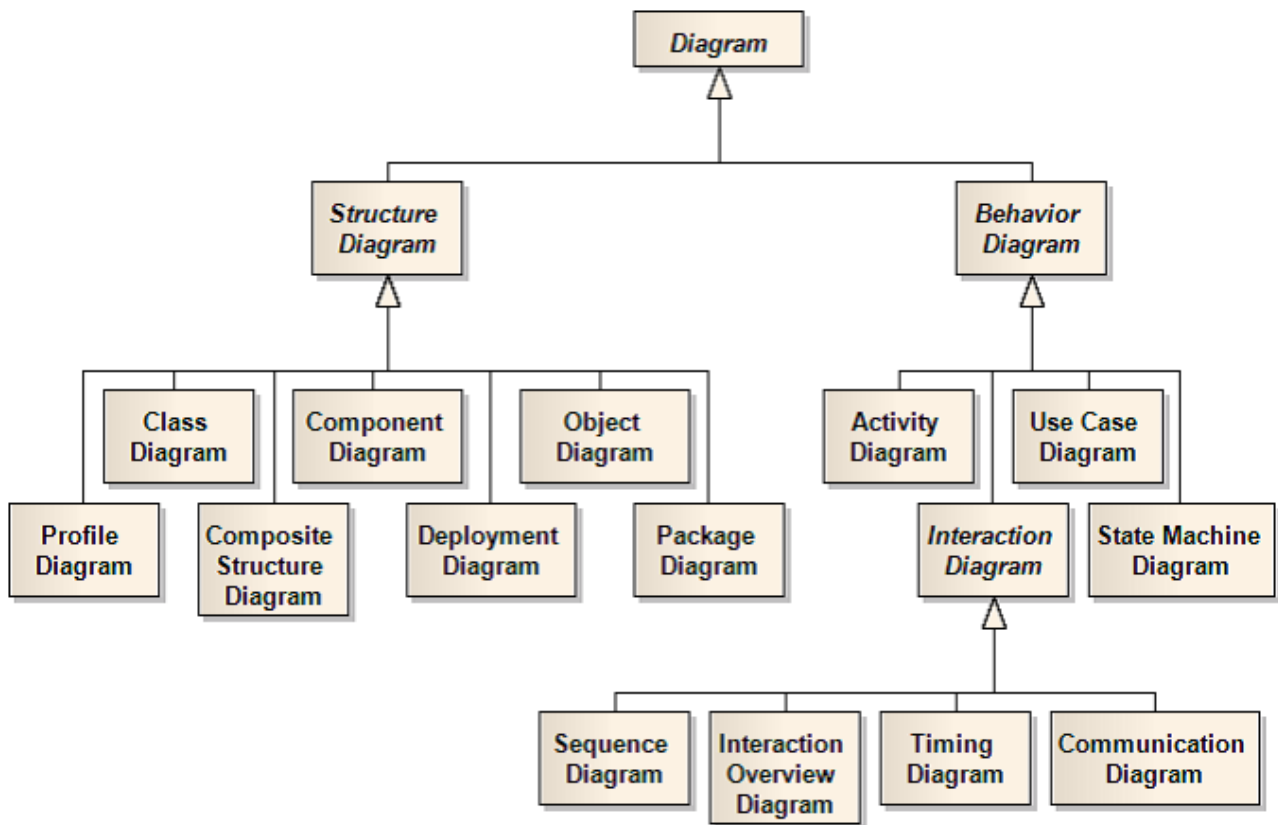 Diagram
Structure
Diagram
Behavior
Diagram
Class
Diagram
Component
Diagram
Object
Diagram
Activity
Diagram
Use Case
Diagram
Profile
Diagram
Composite
Structure
Diagram
Deployment
Diagram
Package
Diagram
Interaction
Diagram
State Machine
Diagram
Sequence
Diagram
Interaction
Overview
Diagram
Timing
Diagram
Communication
Diagram